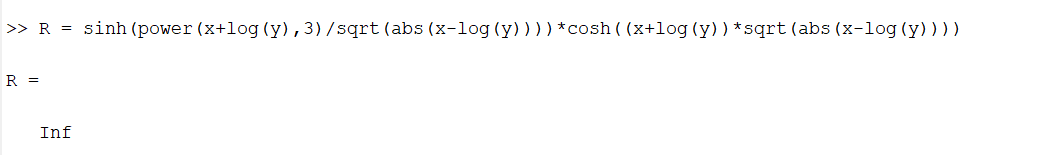 >> R = sinh(power(x+log(y),3)/sqrt(abs(x-log(y))))*cosh((x+log(y))*sqrt(abs(x-log(y))))
R =
Inf